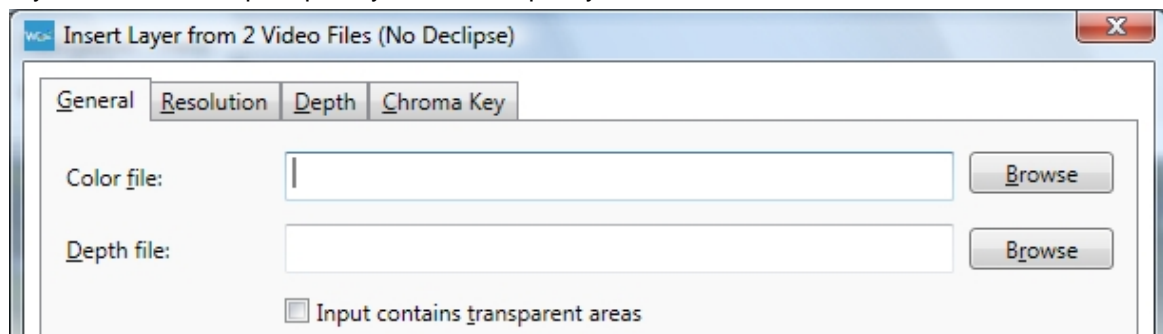 Insert Layer from 2 Video Files (No Declipse)
General Resolution Depth Chroma Key
Color file:
Browse
Depth file:
Browse
Input contains transparent areas